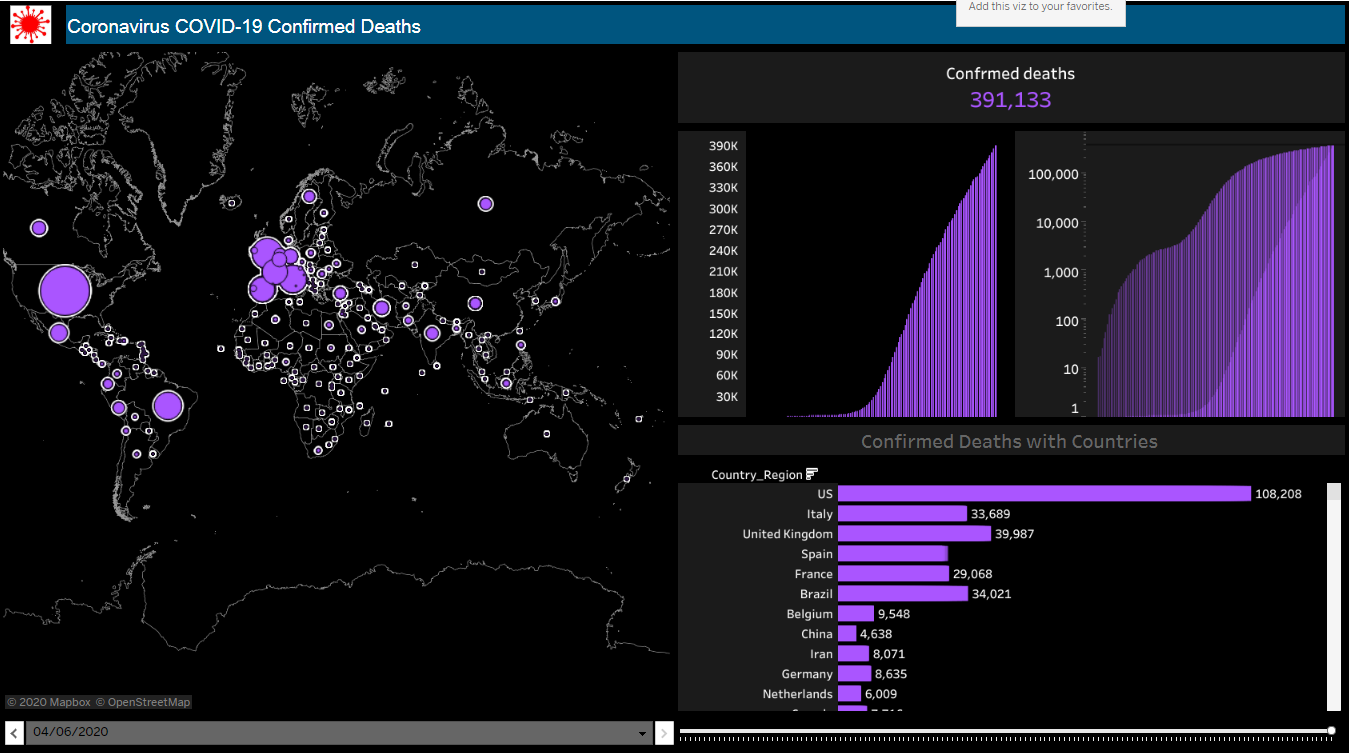 Add this viz to your favorites.
Coronavirus COVID-19 Confirmed Deaths
Confrmed deaths
391,133
390K
360K
330K
300K
270K
240K
210K
180K
150K
120K
90K
60K
30K
100,000
10,000
1,000
100
10
1
Confirmed Deaths with Countries
Country_Region
US 108,208
Italy 33,689
United Kingdom 39,987
Spain
France 29,068
Brazil 34,021
Belgium 9,548
China 4,638
Iran 8,071
Germany 8,635
Netherlands 6,009
© 2020 Mapbox © OpenStreetMap
04/06/2020